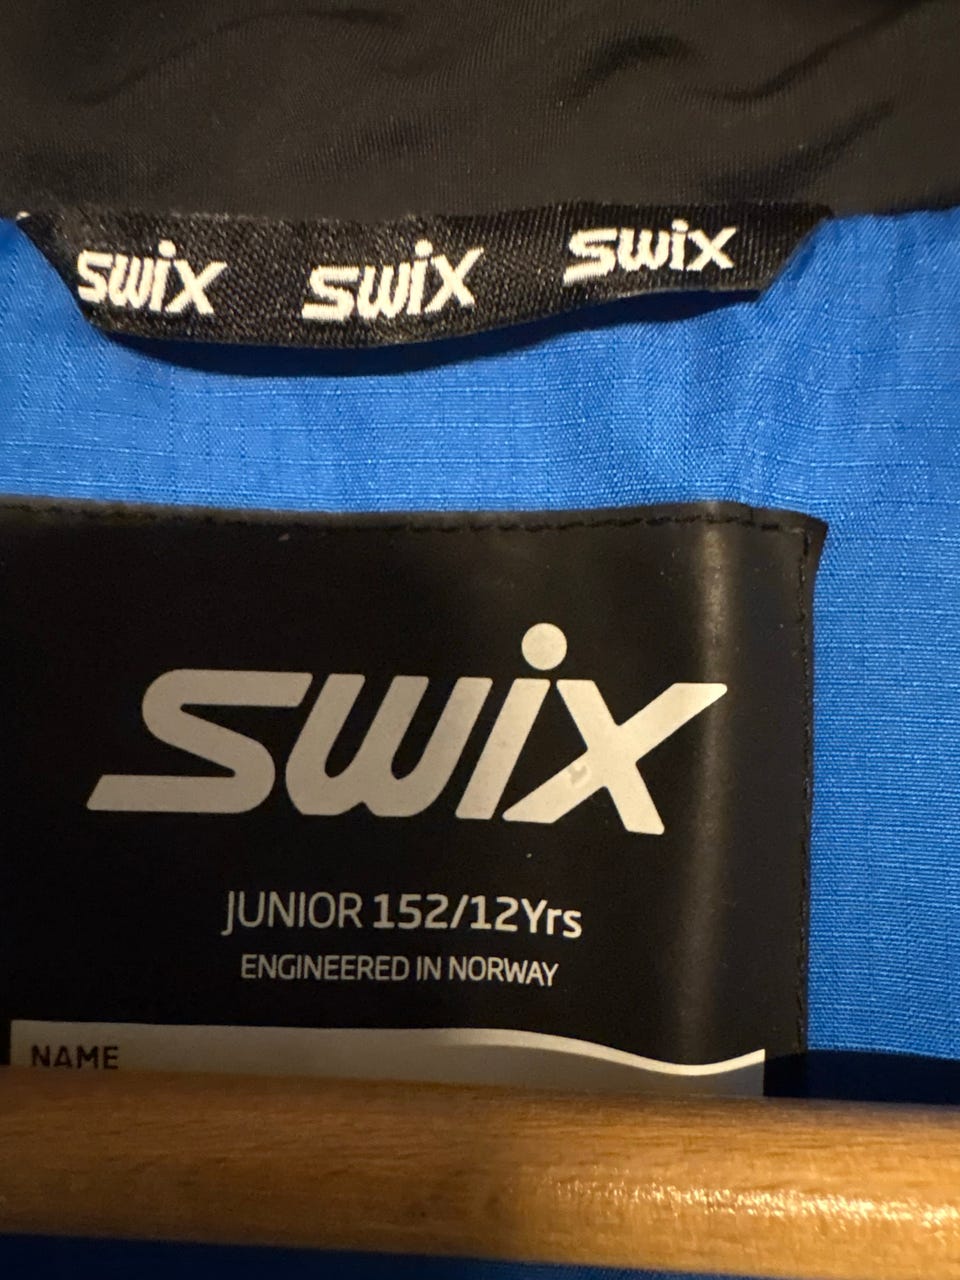 swix swix swix
swix
JUNIOR 152/12Yrs
ENGINEERED IN NORWAY
NAME